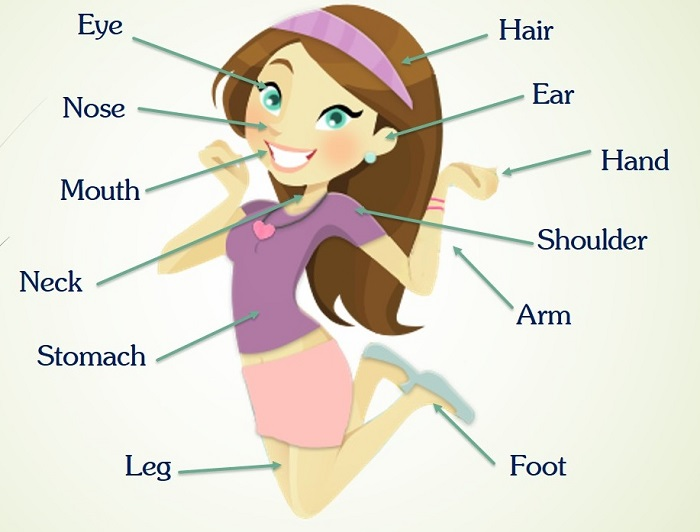 Eye
Hair
Nose
Ear
Mouth
Hand
Shoulder
Neck
Arm
Stomach
Leg
Foot